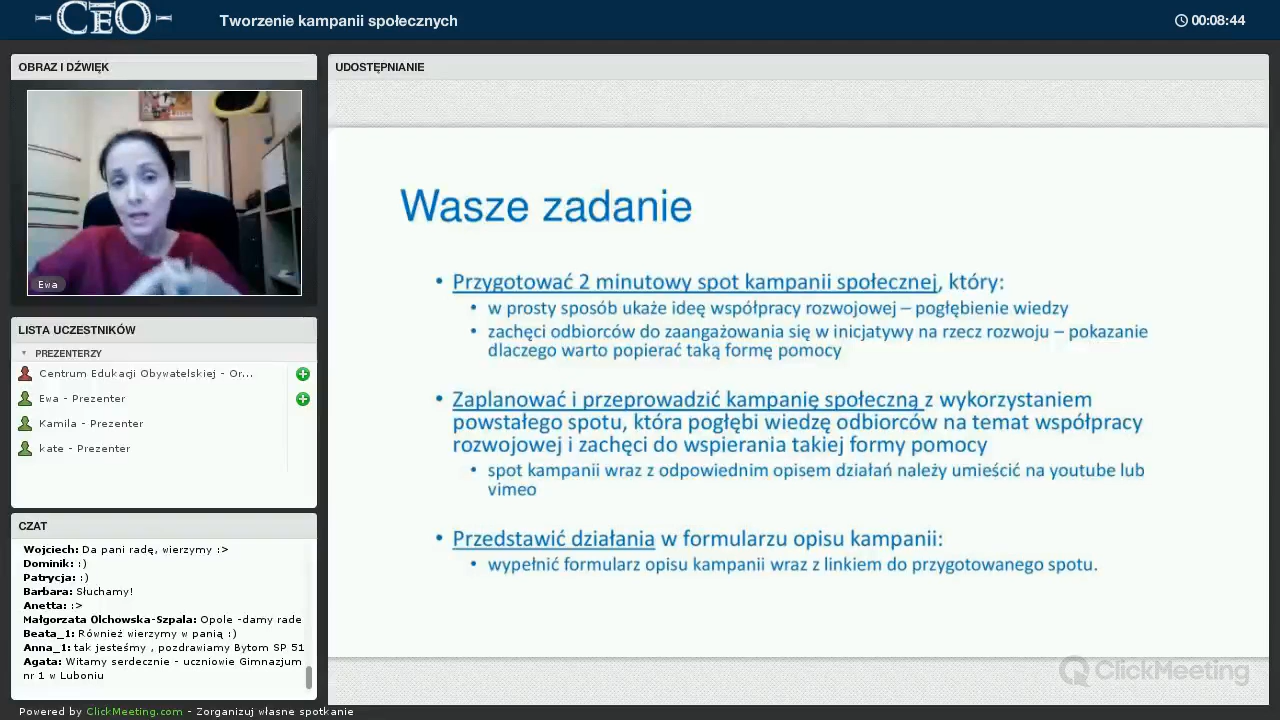 CEO
Tworzenie kampanii społecznych
00:08:44
OBRAZ I DŹWIĘK
Ewa
LISTA UCZESTNIKÓW
PREZENTERZY
Centrum Edukacji Obywatelskiej - Or...
Ewa - Prezenter
Kamila - Prezenter
kate - Prezenter
CZAT
Wojciech: Da pani radę, wierzymy :>
Dominik: :)
Patrycja: :)
Barbara: Słuchamy!
Anetta: :>
Małgorzata Olchowska-Szpala: Opole -damy rade
Beata_1: Również wierzymy w panią :)
Anna_1: tak jesteśmy , pozdrawiamy Bytom SP 51
Agata: Witamy serdecznie - uczniowie Gimnazjum
nr 1 w Luboniu
UDOSTĘPNIANIE
Wasze zadanie
• Przygotować 2 minutowy spot kampanii społecznej, który:
• w prosty sposób ukaże ideę współpracy rozwojowej – pogłębienie wiedzy
• zachęci odbiorców do zaangażowania się w inicjatywy na rzecz rozwoju – pokazanie
dlaczego warto popierać taką formę pomocy
• Zaplanować i przeprowadzić kampanię społeczną z wykorzystaniem
powstałego spotu, która pogłębi wiedzę odbiorców na temat współpracy
rozwojowej i zachęci do wspierania takiej formy pomocy
• spot kampanii wraz z odpowiednim opisem działań należy umieścić na youtube lub
vimeo
• Przedstawić działania w formularzu opisu kampanii:
• wypełnić formularz opisu kampanii wraz z linkiem do przygotowanego spotu.
ClickMeeting
Powered by ClickMeeting.com - Zorganizuj własne spotkanie